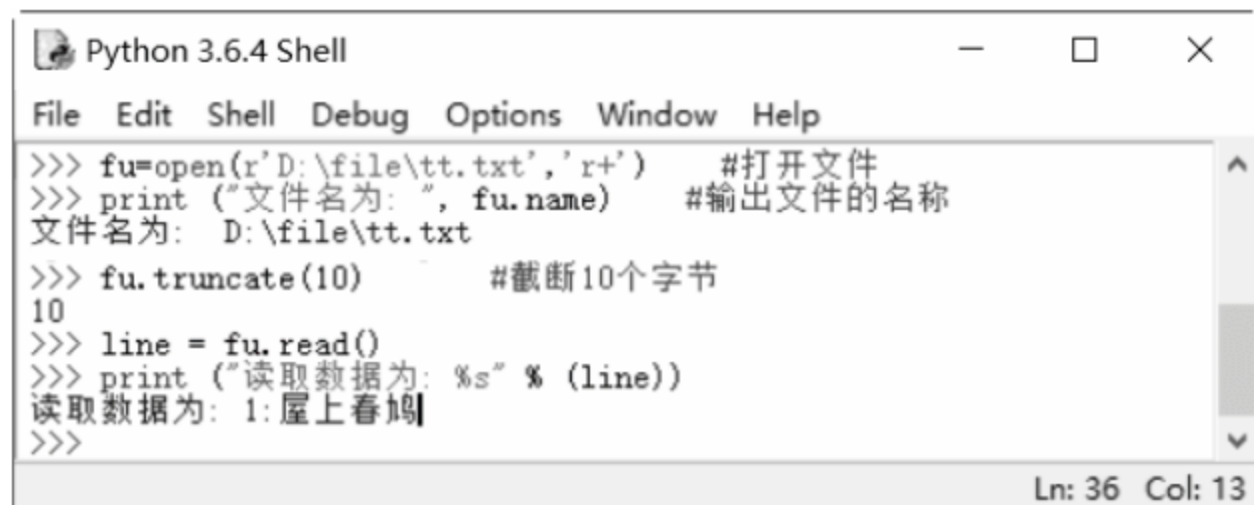 Python 3.6.4 Shell
File Edit Shell Debug Options Window Help
>>> fu=open(r'D:\file\tt.txt','r+') #打开文件
>>> print ("文件名为: ", fu.name) #输出文件的名称
文件名为: D:\file\tt.txt
>>> fu.truncate(10) #截断10个字节
10
>>> line = fu.read()
>>> print ("读取数据为: %s" % (line))
读取数据为: 1:屋上春鸠
>>>
Ln: 36 Col: 13